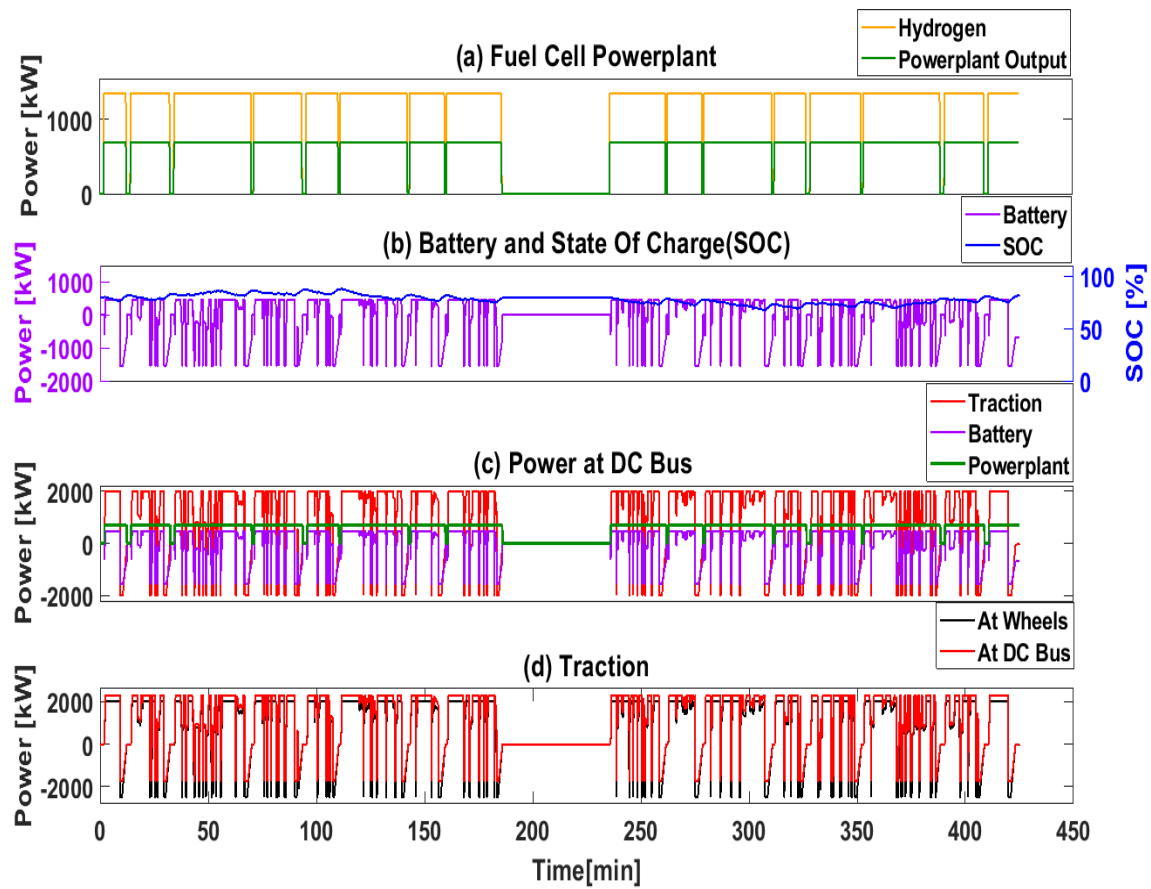 Hydrogen
Powerplant Output
(a) Fuel Cell Powerplant
Power [kW]
1000
0
Battery
SOC
(b) Battery and State Of Charge(SOC)
Power [kW]
1000
0
-1000
-2000
100
50
0
SOC [%]
Traction
Battery
Powerplant
(c) Power at DC Bus
Power [kW]
2000
0
-2000
At Wheels
At DC Bus
(d) Traction
Power [kW]
2000
0
-2000
0 50 100 150 200 250 300 350 400 450
Time[min]